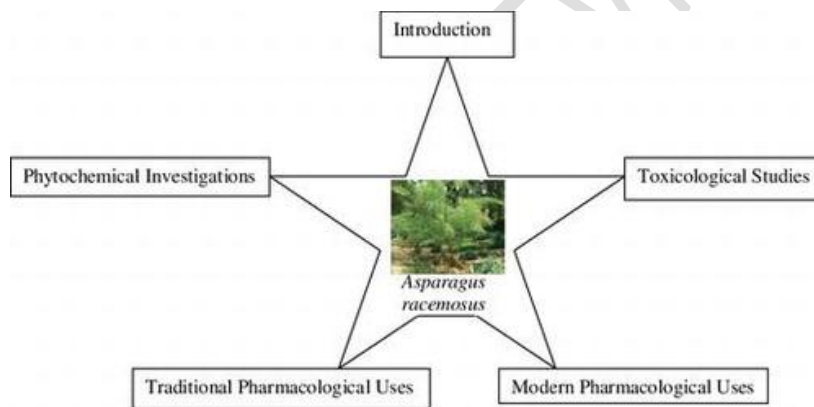 Introduction
Phytochemical Investigations
Toxicological Studies
Asparagus
racemosus
Traditional Pharmacological Uses
Modern Pharmacological Uses